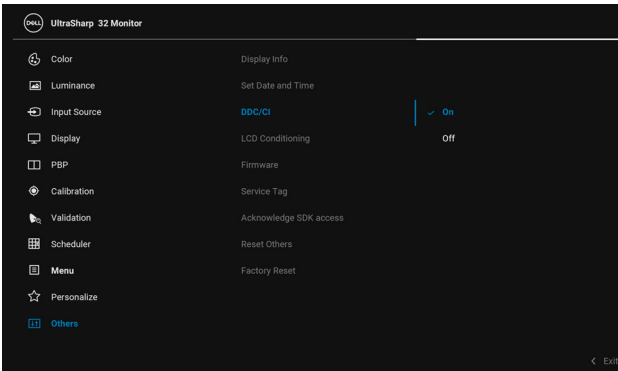 DELL UltraSharp 32 Monitor
Color Display Info
Luminance Set Date and Time
Input Source DDC/CI On
Display LCD Conditioning Off
PBP Firmware
Calibration Service Tag
Validation Acknowledge SDK access
Scheduler Reset Others
Menu Factory Reset
Personalize
Others
Exit